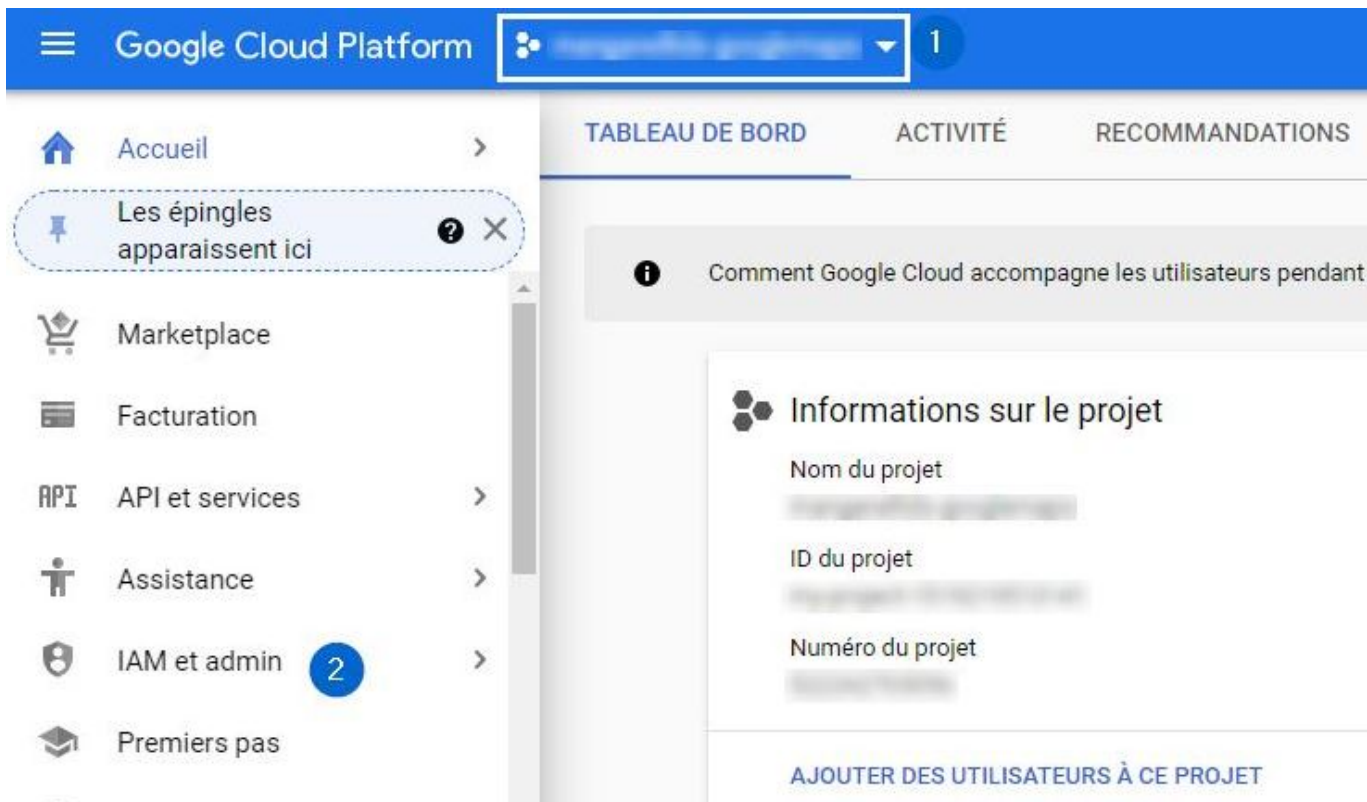 Google Cloud Platform
1
Accueil
Les épingles
apparaissent ici
Marketplace
Facturation
API API et services
Assistance
IAM et admin 2
Premiers pas
TABLEAU DE BORD ACTIVITÉ RECOMMANDATIONS
Comment Google Cloud accompagne les utilisateurs pendant
Informations sur le projet
Nom du projet
ID du projet
Numéro du projet
AJOUTER DES UTILISATEURS À CE PROJET